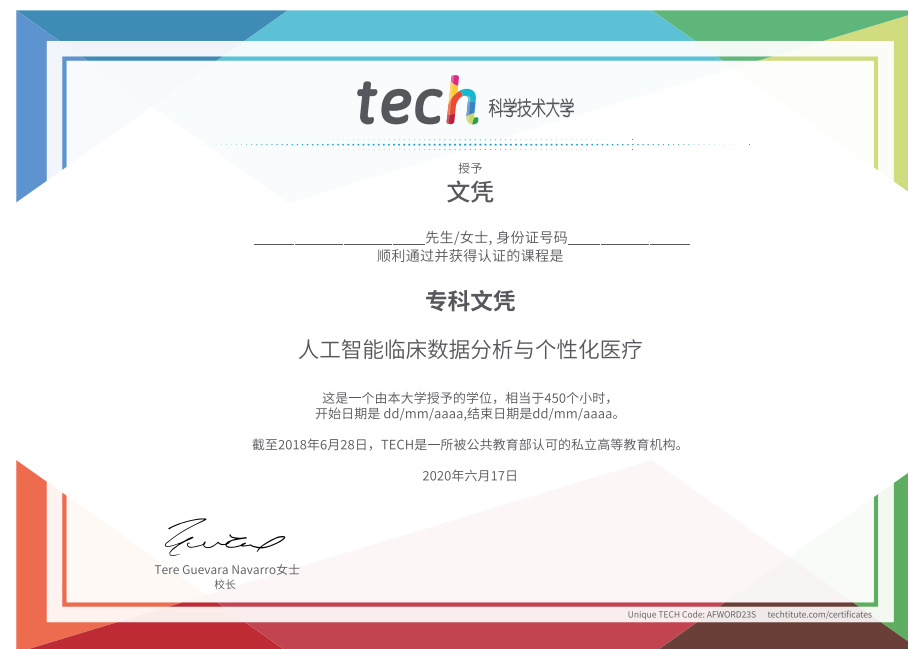 tech 科学技术大学
授予
文凭
____________________先生/女士, 身份证号码______________
顺利通过并获得认证的课程是
专科文凭
人工智能临床数据分析与个性化医疗
这是一个由本大学授予的学位，相当于450个小时，
开始日期是 dd/mm/aaaa,结束日期是dd/mm/aaaa。
截至2018年6月28日，TECH是一所被公共教育部认可的私立高等教育机构。
2020年六月17日
Tere Guevara Navarro女士
校长
Unique TECH Code: AFWORD23S techtitute.com/certificates